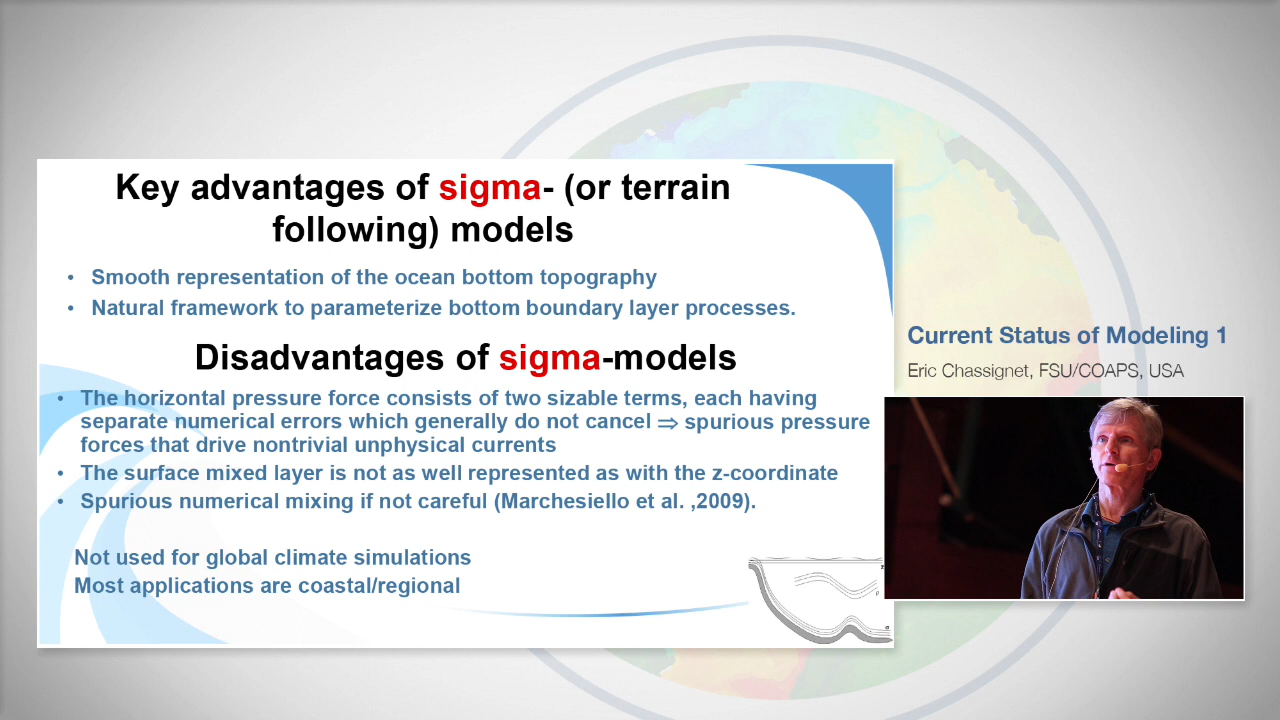 Key advantages of sigma- (or terrain
following) models
• Smooth representation of the ocean bottom topography
• Natural framework to parameterize bottom boundary layer processes.
Disadvantages of sigma-models
• The horizontal pressure force consists of two sizable terms, each having
separate numerical errors which generally do not cancel ⇒ spurious pressure
forces that drive nontrivial unphysical currents
• The surface mixed layer is not as well represented as with the z-coordinate
• Spurious numerical mixing if not careful (Marchesiello et al. ,2009).
Not used for global climate simulations
Most applications are coastal/regional
Current Status of Modeling 1
Eric Chassignet, FSU/COAPS, USA